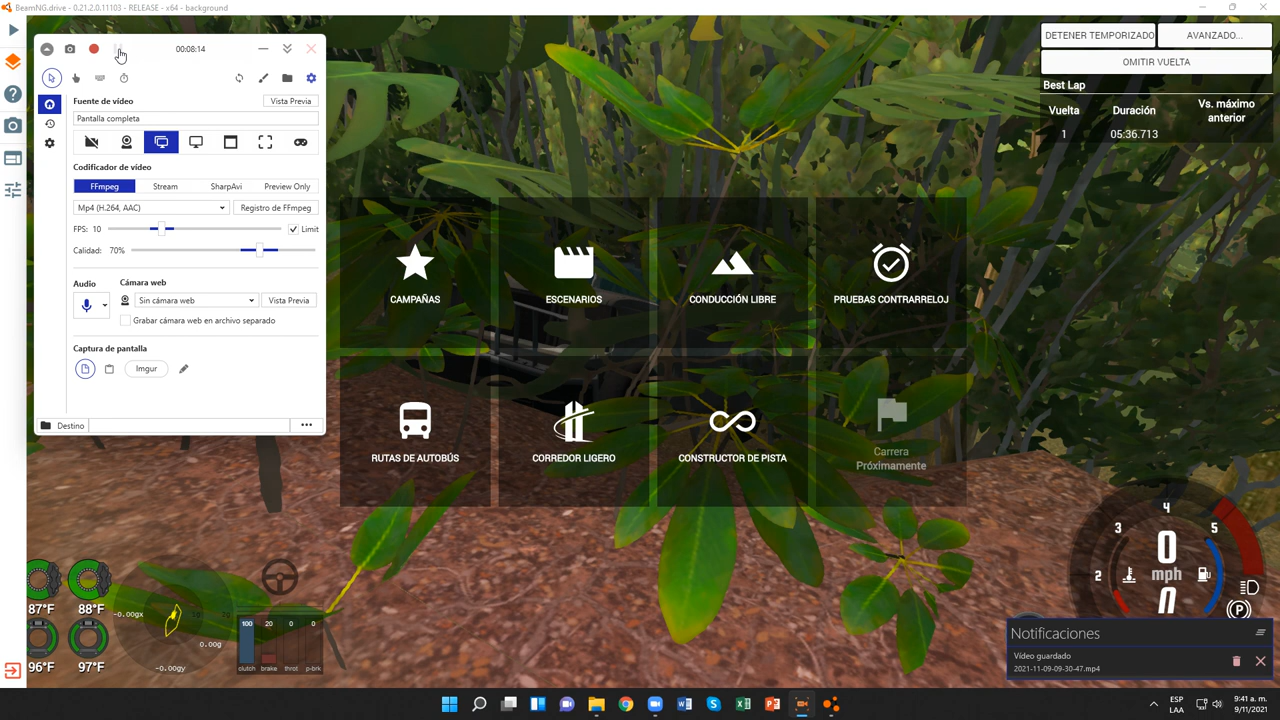 BeamNG.drive - 0.21.2.0.11103 - RELEASE - x64 - background
00:08:14
Fuente de vídeo
Vista Previa
Pantalla completa
Codificador de vídeo
FFmpeg
Stream
SharpAvi
Preview Only
Mp4 (H.264, AAC)
Registro de FFmpeg
FPS: 10
Limit
Calidad: 70%
Audio
Cámara web
Sin cámara web
Vista Previa
Grabar cámara web en archivo separado
Captura de pantalla
Imgur
Destino
...
DETENER TEMPORIZADO
AVANZADO...
OMITIR VUELTA
Best Lap
Vuelta
Duración
Vs. máximo
anterior
1
05:36.713
CAMPAÑAS
ESCENARIOS
CONDUCCIÓN LIBRE
PRUEBAS CONTRARRELOJ
RUTAS DE AUTOBÚS
CORREDOR LIGERO
CONSTRUCTOR DE PISTA
Carrera
Próximamente
87°F
88°F
96°F
97°F
-0.00gx
1g
2g
0.00g
-0.00gy
100
20
0
0
clutch
brake
throt
p-brk
2
3
4
5
0
mph
n
Notificaciones
Vídeo guardado
2021-11-09-09-30-47.mp4
ESP
LAA
9:41 a. m.
9/11/2021